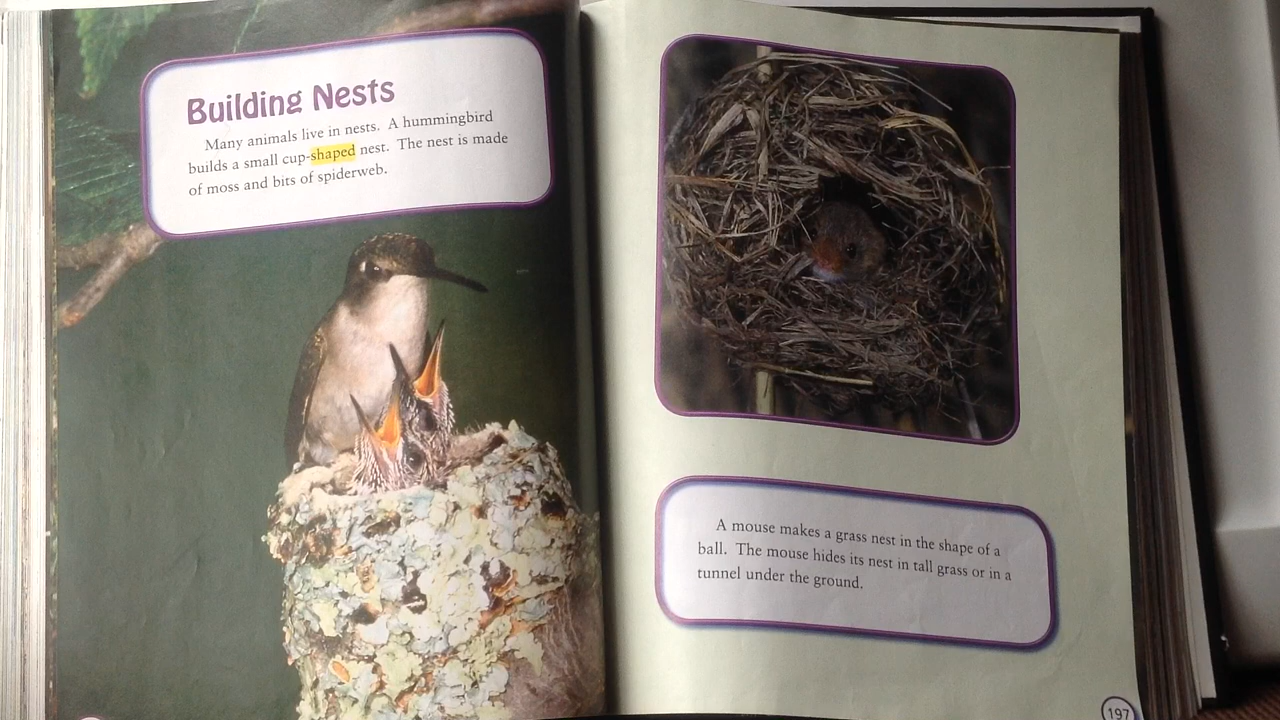 Building Nests
Many animals live in nests. A hummingbird
builds a small cup-shaped nest. The nest is made
of moss and bits of spiderweb.
A mouse makes a grass nest in the shape of a
ball. The mouse hides its nest in tall grass or in a
tunnel under the ground.
197